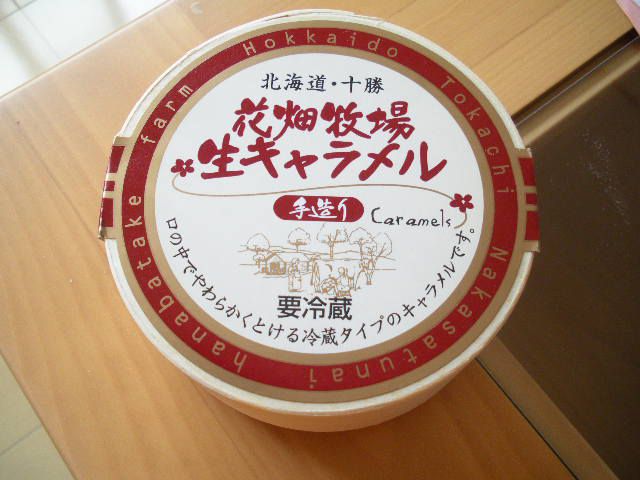 hanabatake farm Hokkaido Tokachi Nakasatunai
北海道・十勝
花畑牧場
生キャラメル
手造り Caramels
要冷蔵
口の中でやわらかくとける冷蔵タイプのキャラメルです。